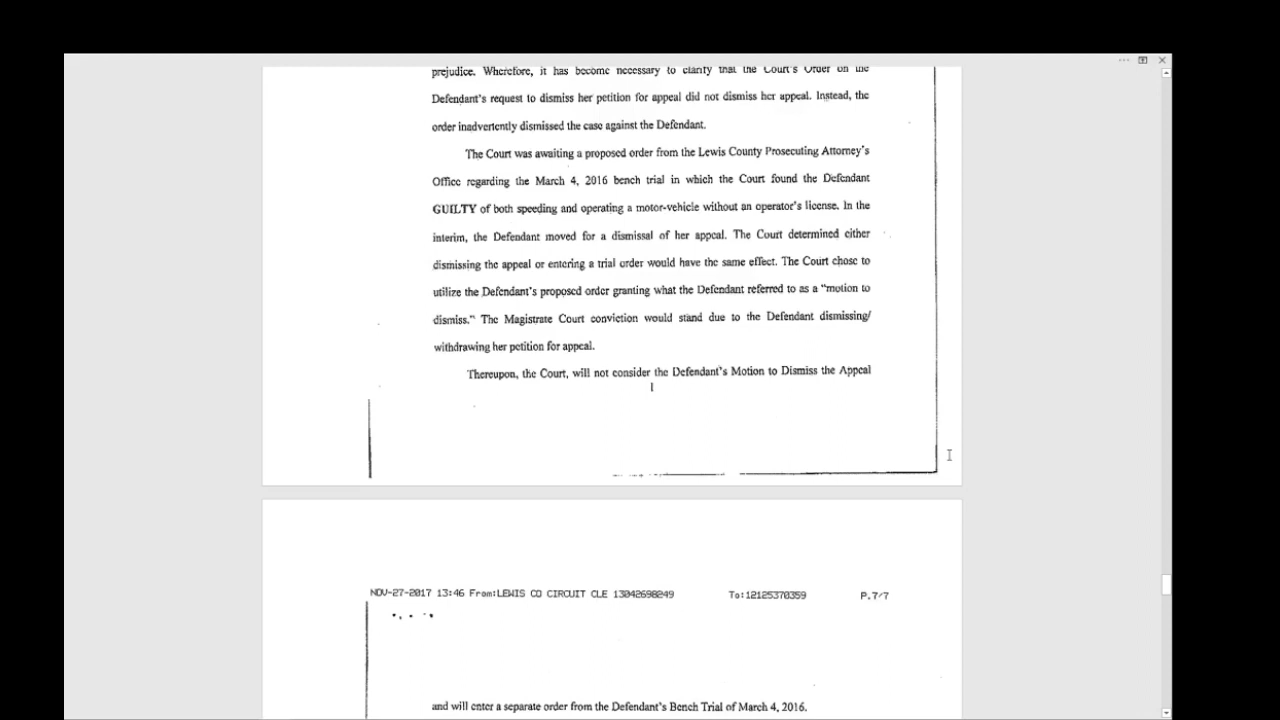 prejudice. Wherefore, it has become necessary to clarify that the Court's Order on the
Defendant's request to dismiss her petition for appeal did not dismiss her appeal. Instead, the
order inadvertently dismissed the case against the Defendant.
The Court was awaiting a proposed order from the Lewis County Prosecuting Attorney's
Office regarding the March 4, 2016 bench trial in which the Court found the Defendant
GUILTY of both speeding and operating a motor-vehicle without an operator's license. In the
interim, the Defendant moved for a dismissal of her appeal. The Court determined either
dismissing the appeal or entering a trial order would have the same effect. The Court chose to
utilize the Defendant's proposed order granting what the Defendant referred to as a "motion to
dismiss." The Magistrate Court conviction would stand due to the Defendant dismissing/
withdrawing her petition for appeal.
Thereupon, the Court, will not consider the Defendant's Motion to Dismiss the Appeal
1
NOV-27-2017 13:46 From:LEWIS CO CIRCUIT CLE 13042698249 To:12125370359 P.7/7
and will enter a separate order from the Defendant's Bench Trial of March 4, 2016.